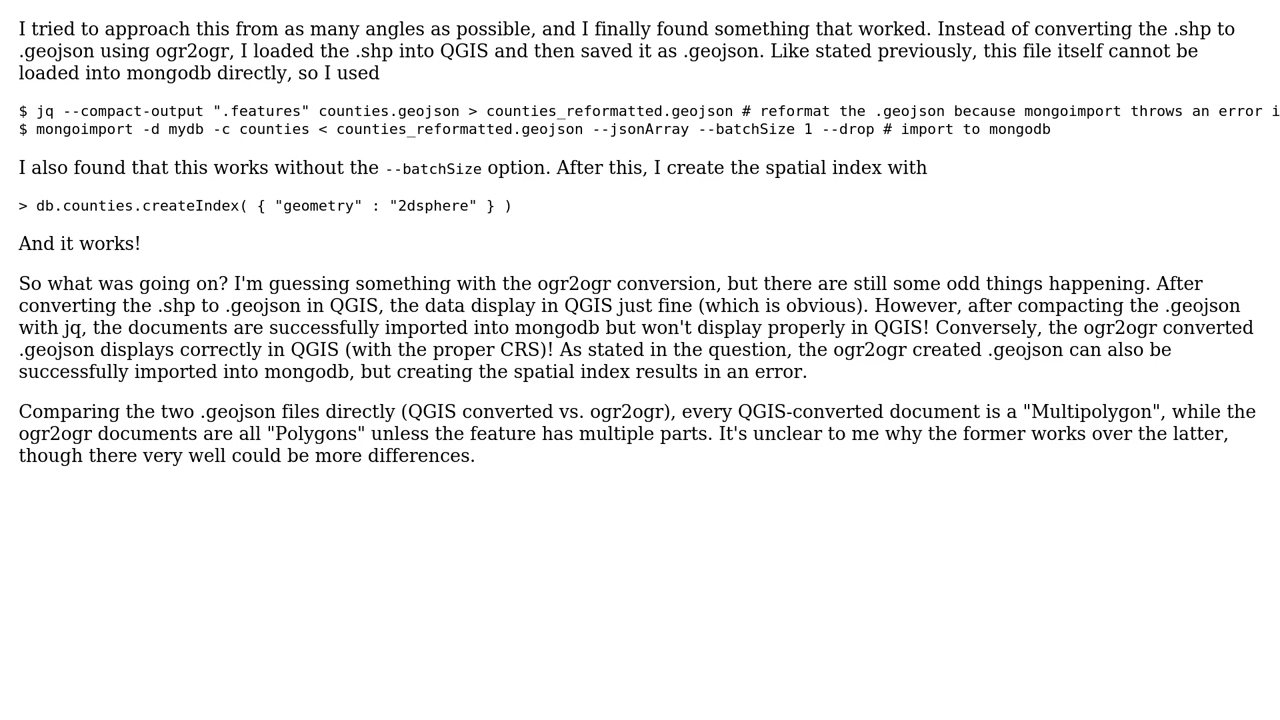 I tried to approach this from as many angles as possible, and I finally found something that worked. Instead of converting the .shp to
.geojson using ogr2ogr, I loaded the .shp into QGIS and then saved it as .geojson. Like stated previously, this file itself cannot be
loaded into mongodb directly, so I used
$ jq --compact-output ".features" counties.geojson > counties_reformatted.geojson # reformat the .geojson because mongoimport throws an error i
$ mongoimport -d mydb -c counties < counties_reformatted.geojson --jsonArray --batchSize 1 --drop # import to mongodb
I also found that this works without the --batchSize option. After this, I create the spatial index with
> db.counties.createIndex( { "geometry" : "2dsphere" } )
And it works!
So what was going on? I'm guessing something with the ogr2ogr conversion, but there are still some odd things happening. After
converting the .shp to .geojson in QGIS, the data display in QGIS just fine (which is obvious). However, after compacting the .geojson
with jq, the documents are successfully imported into mongodb but won't display properly in QGIS! Conversely, the ogr2ogr converted
.geojson displays correctly in QGIS (with the proper CRS)! As stated in the question, the ogr2ogr created .geojson can also be
successfully imported into mongodb, but creating the spatial index results in an error.
Comparing the two .geojson files directly (QGIS converted vs. ogr2ogr), every QGIS-converted document is a "Multipolygon", while the
ogr2ogr documents are all "Polygons" unless the feature has multiple parts. It's unclear to me why the former works over the latter,
though there very well could be more differences.